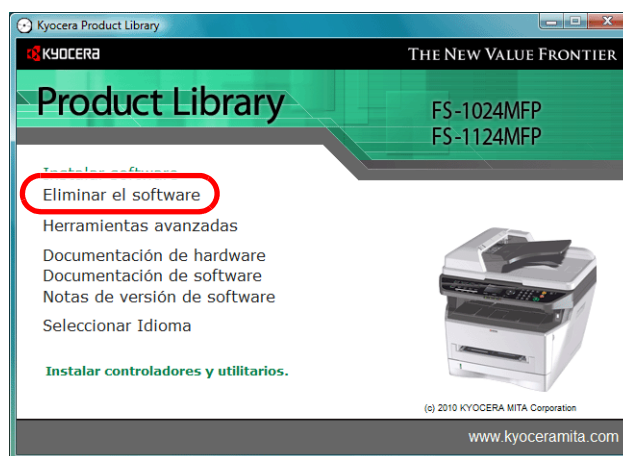 Kyocera Product Library
KYOCERA
THE NEW VALUE FRONTIER
Product Library
FS-1024MFP
FS-1124MFP
Instalar software
Eliminar el software
Herramientas avanzadas
Documentación de hardware
Documentación de software
Notas de versión de software
Seleccionar Idioma
Instalar controladores y utilitarios.
(c) 2010 KYOCERA MITA Corporation
www.kyoceramita.com